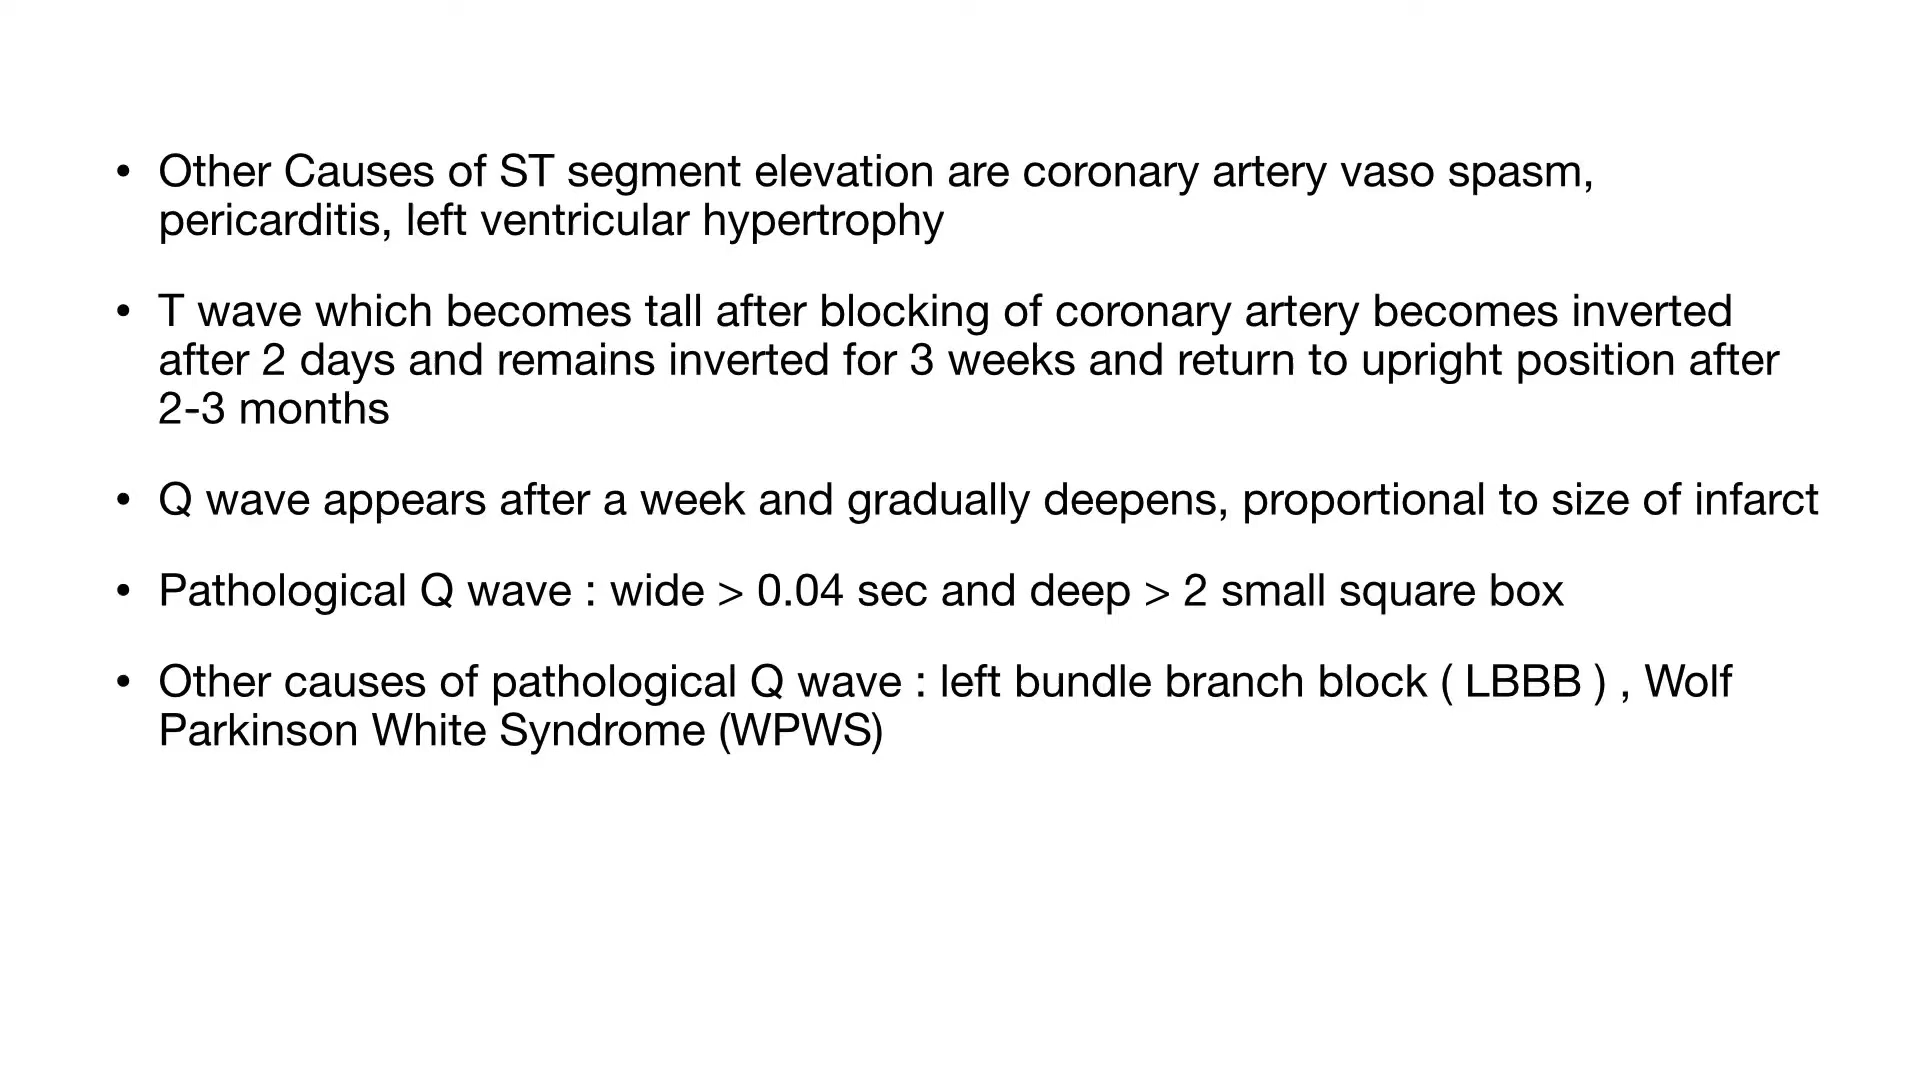 • Other Causes of ST segment elevation are coronary artery vaso spasm,
pericarditis, left ventricular hypertrophy
• T wave which becomes tall after blocking of coronary artery becomes inverted
after 2 days and remains inverted for 3 weeks and return to upright position after
2-3 months
• Q wave appears after a week and gradually deepens, proportional to size of infarct
• Pathological Q wave : wide > 0.04 sec and deep > 2 small square box
• Other causes of pathological Q wave : left bundle branch block ( LBBB ) , Wolf
Parkinson White Syndrome (WPWS)